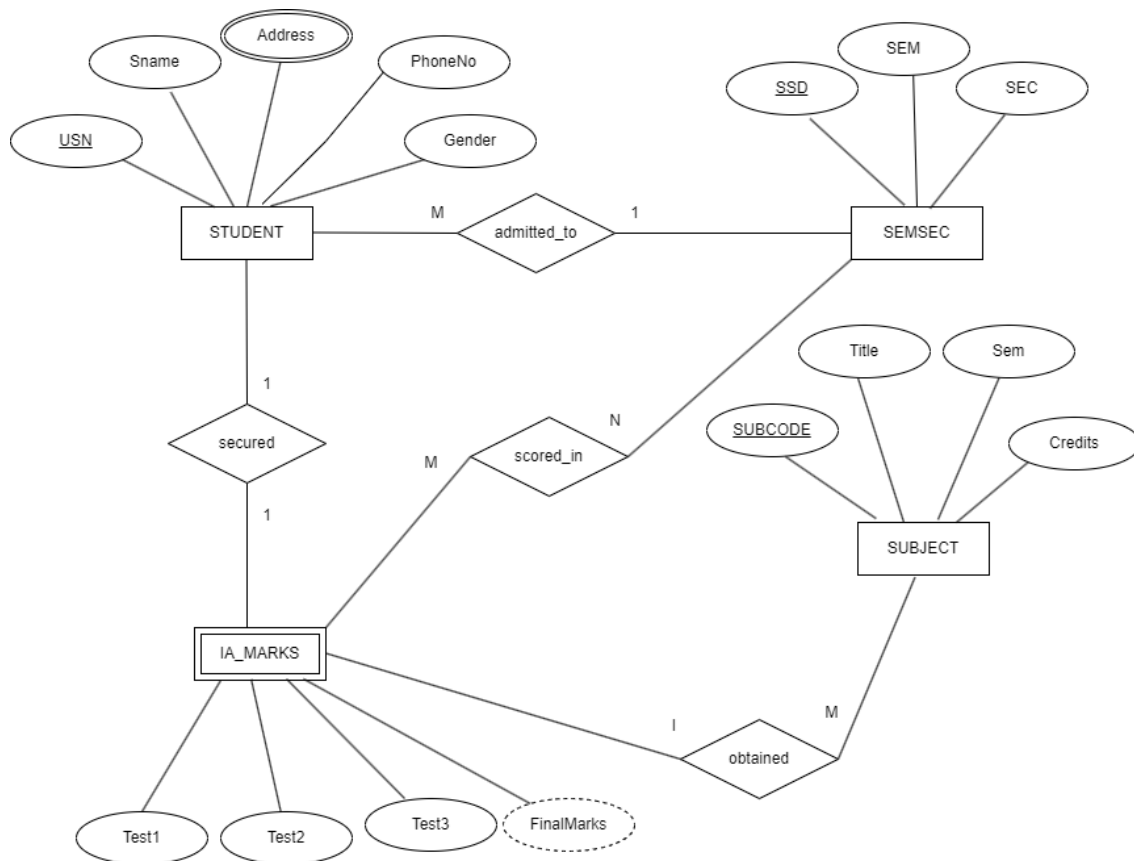 Address
Sname
PhoneNo
USN
Gender
SEM
SSD
SEC
STUDENT
M
admitted_to
1
SEMSEC
Title
Sem
SUBCODE
Credits
1
secured
1
M
scored_in
N
SUBJECT
IA_MARKS
I
obtained
M
Test1
Test2
Test3
FinalMarks